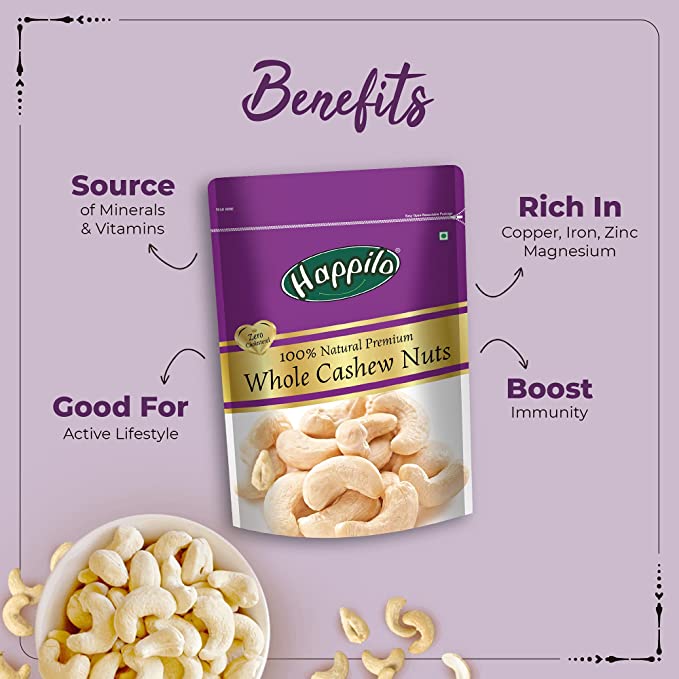 Benefits
Source
of Minerals
& Vitamins
Rich In
Copper, Iron, Zinc
Magnesium
Happilo®
Zero
Cholesterol
100% Natural Premium
Whole Cashew Nuts
Good For
Active Lifestyle
Boost
Immunity